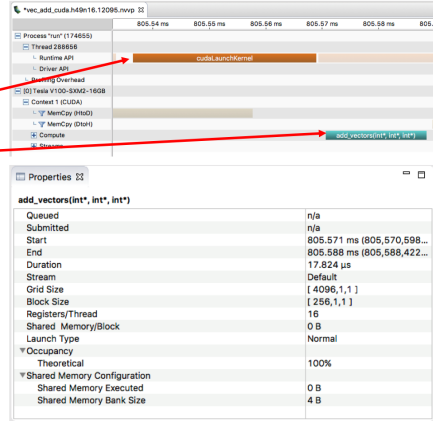 *vec_add_cuda.h49n16.12095.nvvp
805.54 ms 805.55 ms 805.56 ms 805.57 ms 805.58 ms 805.
Process "run" (174655)
Thread 288656
Runtime API cudaLaunchKernel
Driver API
Profiling Overhead
[0] Tesla V100-SXM2-16GB
Context 1 (CUDA)
MemCpy (HtoD)
MemCpy (DtoH)
Compute add_vectors(int*, int*, int*)
Streams
Properties
add_vectors(int*, int*, int*)
Queued n/a
Submitted n/a
Start 805.571 ms (805,570,598...
End 805.588 ms (805,588,422...
Duration 17.824 µs
Stream Default
Grid Size [ 4096,1,1 ]
Block Size [ 256,1,1 ]
Registers/Thread 16
Shared Memory/Block 0 B
Launch Type Normal
Occupancy
Theoretical 100%
Shared Memory Configuration
Shared Memory Executed 0 B
Shared Memory Bank Size 4 B